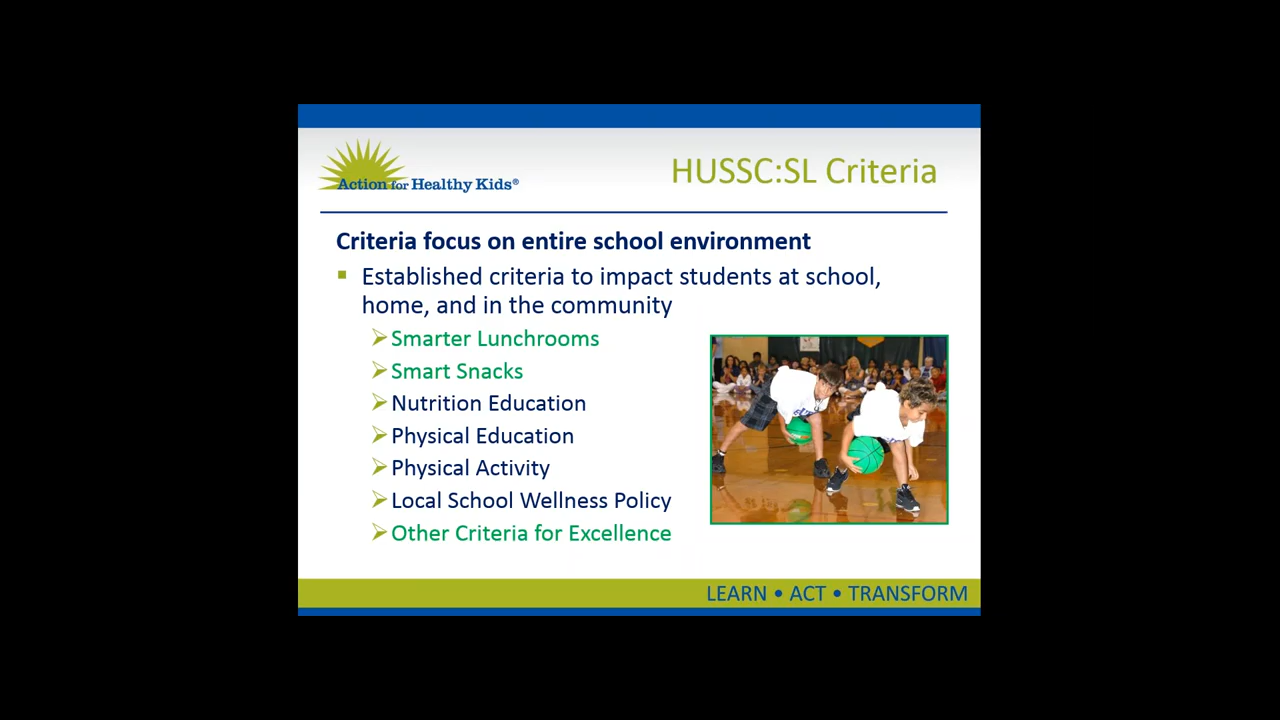 Action for Healthy Kids®
HUSSC:SL Criteria
Criteria focus on entire school environment
Established criteria to impact students at school,
home, and in the community
Smarter Lunchrooms
Smart Snacks
Nutrition Education
Physical Education
Physical Activity
Local School Wellness Policy
Other Criteria for Excellence
LEARN • ACT • TRANSFORM